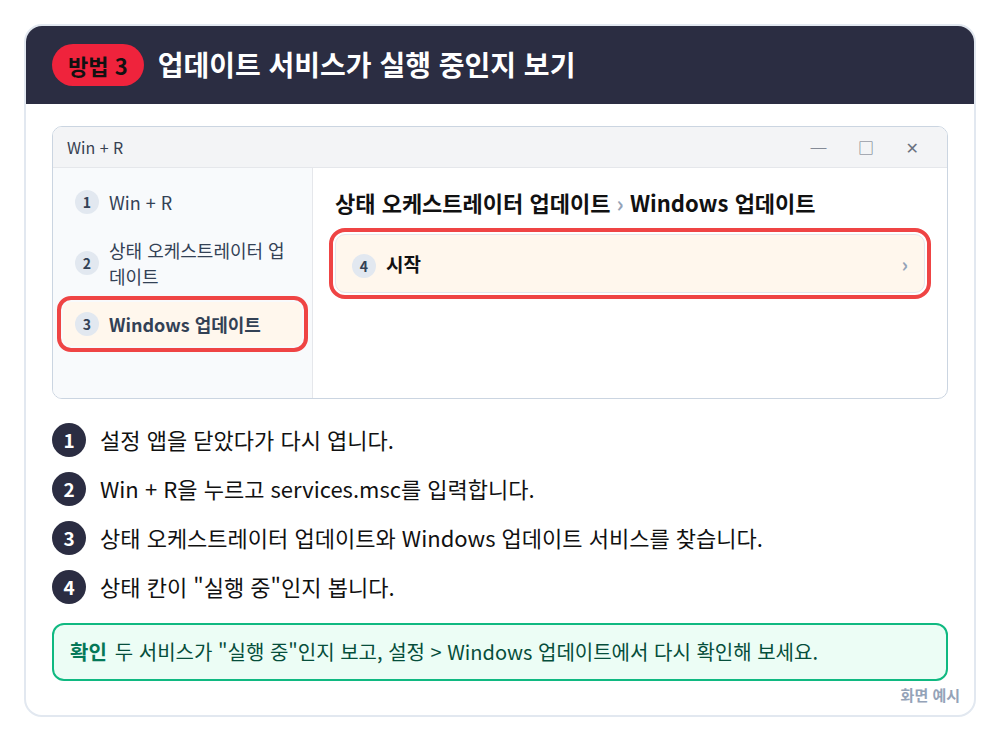 방법 3 업데이트 서비스가 실행 중인지 보기
Win + R
1 Win + R
2 상태 오케스트레이터 업
데이트
3 Windows 업데이트
상태 오케스트레이터 업데이트 › Windows 업데이트
4 시작 ›
1 설정 앱을 닫았다가 다시 엽니다.
2 Win + R을 누르고 services.msc를 입력합니다.
3 상태 오케스트레이터 업데이트와 Windows 업데이트 서비스를 찾습니다.
4 상태 칸이 "실행 중"인지 봅니다.
확인 두 서비스가 "실행 중"인지 보고, 설정 > Windows 업데이트에서 다시 확인해 보세요.
화면 예시